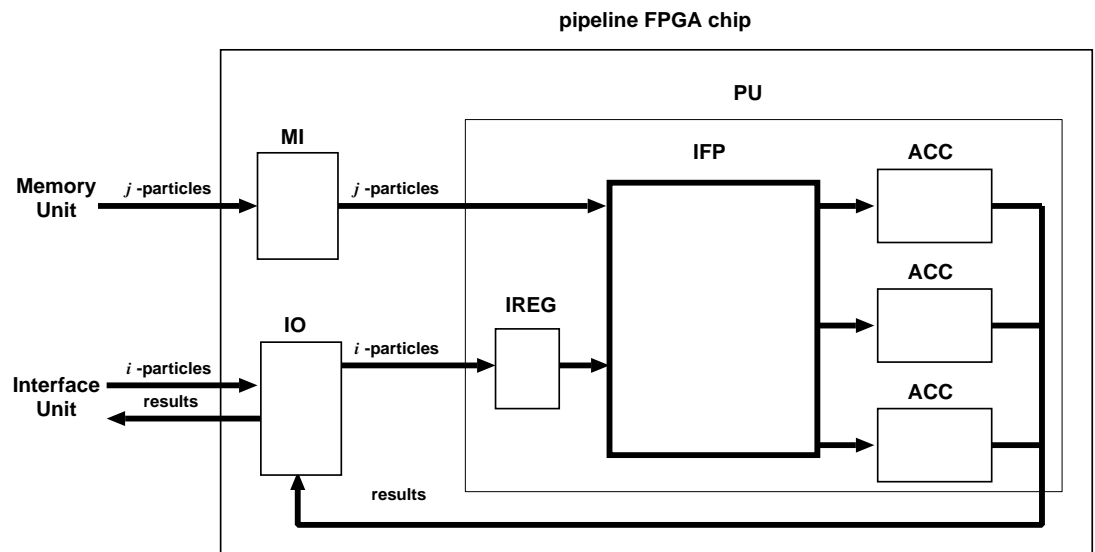 pipeline FPGA chip
PU
MI
IFP
ACC
Memory
Unit
j -particles
j -particles
ACC
IREG
IO
i -particles
Interface
Unit
i -particles
results
ACC
results